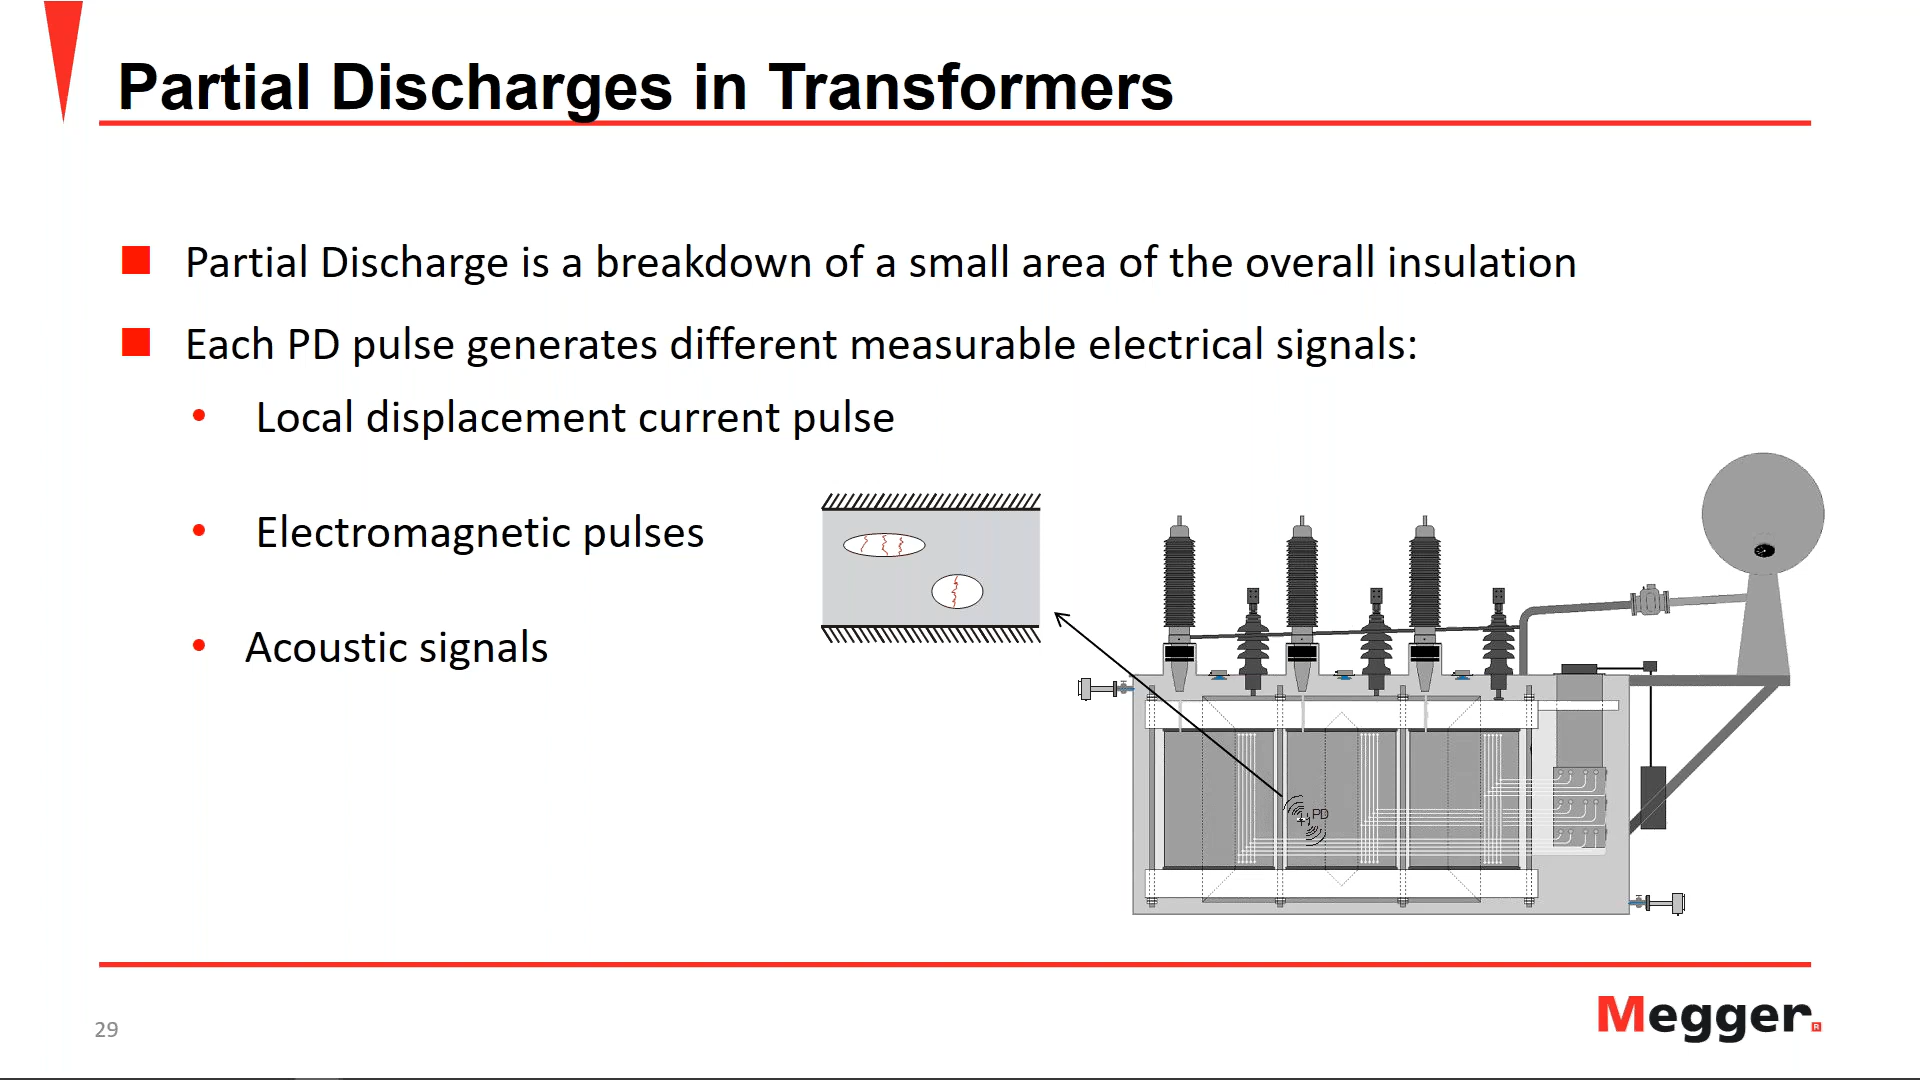 Partial Discharges in Transformers
Partial Discharge is a breakdown of a small area of the overall insulation
Each PD pulse generates different measurable electrical signals:
Local displacement current pulse
Electromagnetic pulses
Acoustic signals
PD
29
Megger
R